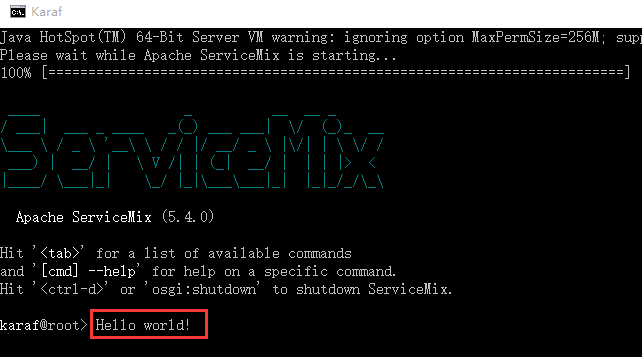 Karaf
Java HotSpot(TM) 64-Bit Server VM warning: ignoring option MaxPermSize=256M;
Please wait while Apache ServiceMix is starting...
100% [========================================================================]
ServiceMix
Apache ServiceMix (5.4.0)
Hit '<tab>' for a list of available commands
and '[cmd] --help' for help on a specific command.
Hit '<ctrl-d>' or 'osgi:shutdown' to shutdown ServiceMix.
karaf@root> Hello world!